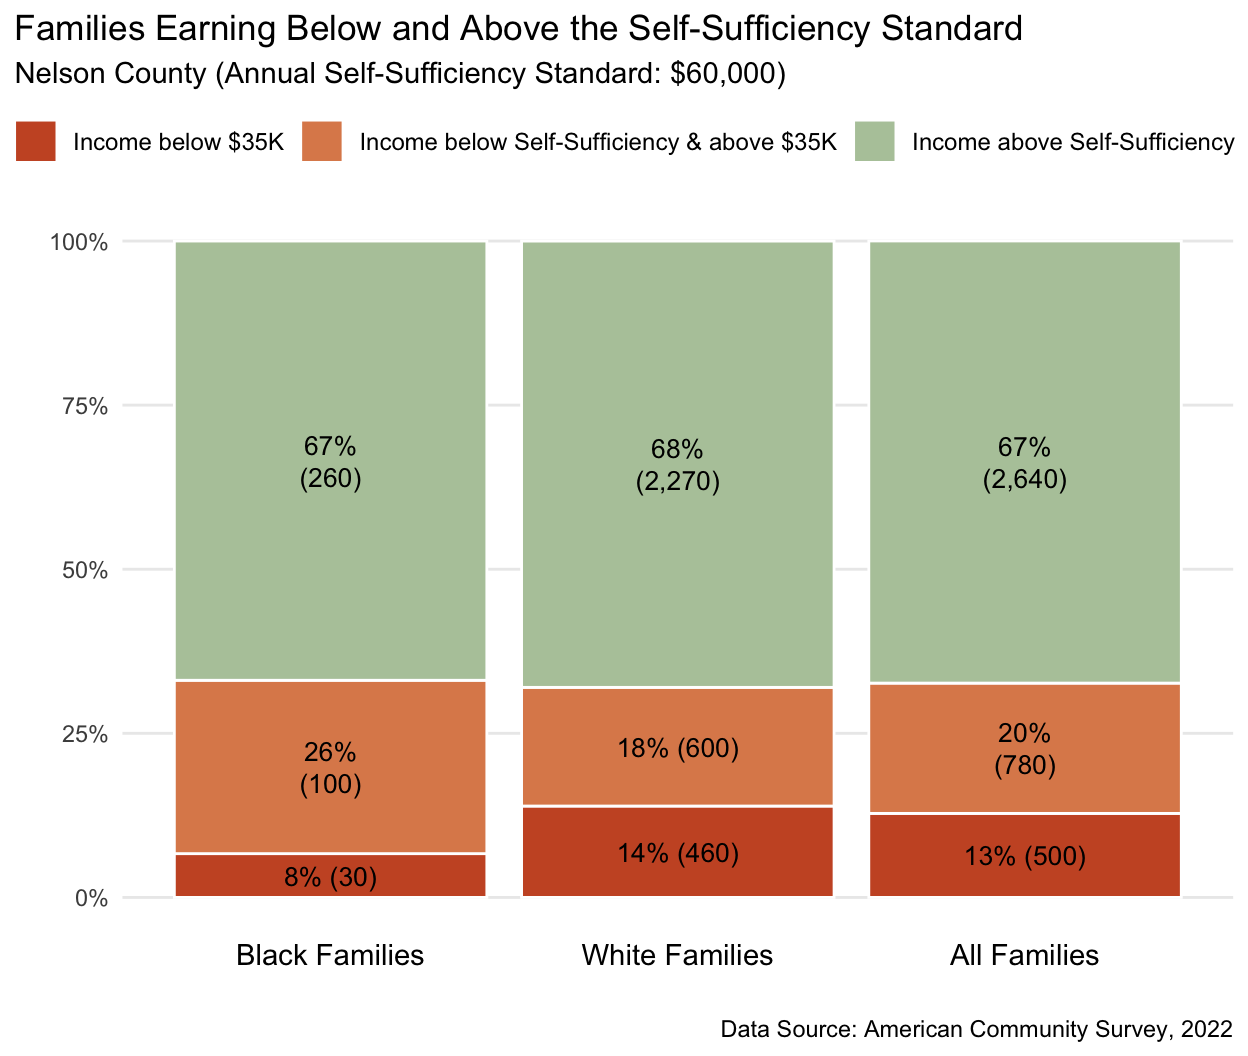 Families Earning Below and Above the Self-Sufficiency Standard
Nelson County (Annual Self-Sufficiency Standard: $60,000)
Income below $35K
Income below Self-Sufficiency & above $35K
Income above Self-Sufficiency
100%
75%
50%
25%
0%
67%
(260)
26%
(100)
8% (30)
68%
(2,270)
18% (600)
14% (460)
67%
(2,640)
20%
(780)
13% (500)
Black Families
White Families
All Families
Data Source: American Community Survey, 2022